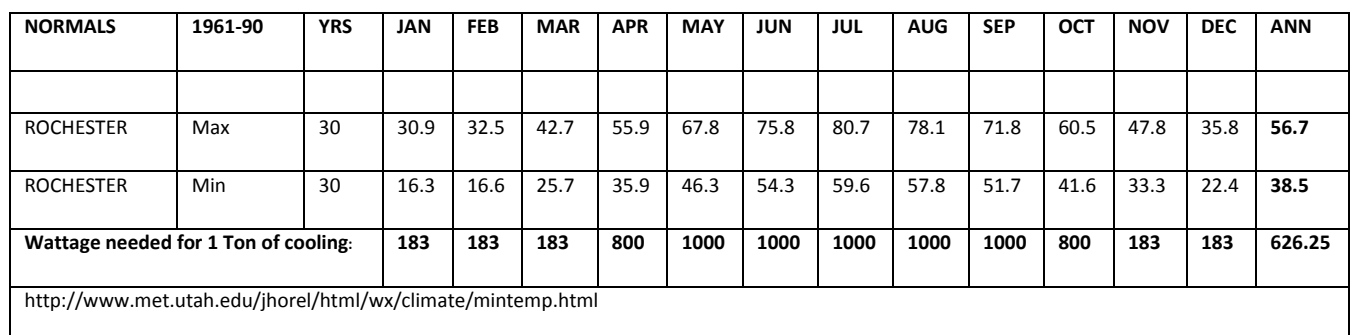 NORMALS 1961-90 YRS JAN FEB MAR APR MAY JUN JUL AUG SEP OCT NOV DEC ANN
ROCHESTER Max 30 30.9 32.5 42.7 55.9 67.8 75.8 80.7 78.1 71.8 60.5 47.8 35.8 56.7
ROCHESTER Min 30 16.3 16.6 25.7 35.9 46.3 54.3 59.6 57.8 51.7 41.6 33.3 22.4 38.5
Wattage needed for 1 Ton of cooling: 183 183 183 800 1000 1000 1000 1000 1000 800 183 183 626.25
http://www.met.utah.edu/jhorel/html/wx/climate/mintemp.html